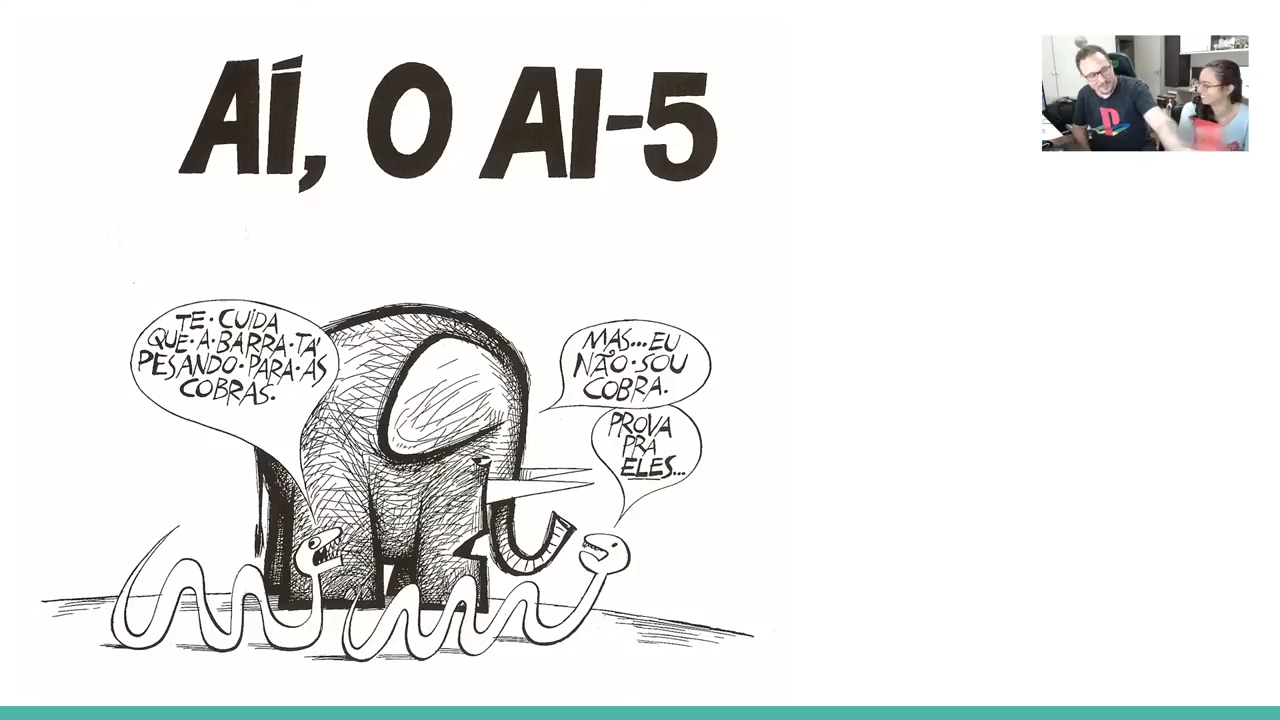 AÍ, O AI-5
TE·CUIDA
QUE·A·BARRA·TÁ
PESANDO·PARA·AS
COBRAS·
MAS...EU
NÃO·SOU
COBRA.
PROVA
PRA
ELES...